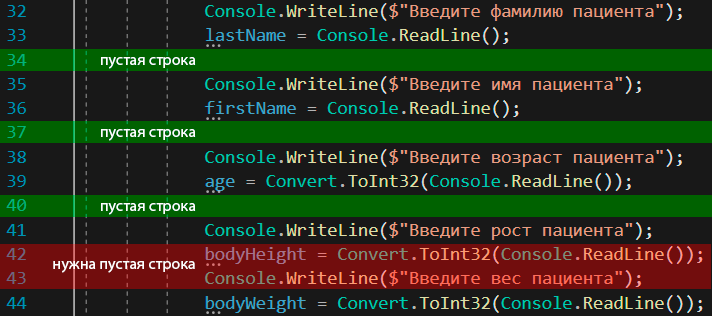 32 Console.WriteLine($"Введите фамилию пациента");
33 lastName = Console.ReadLine();
34 пустая строка
35 Console.WriteLine($"Введите имя пациента");
36 firstName = Console.ReadLine();
37 пустая строка
38 Console.WriteLine($"Введите возраст пациента");
39 age = Convert.ToInt32(Console.ReadLine());
40 пустая строка
41 Console.WriteLine($"Введите рост пациента");
42 bodyHeight = Convert.ToInt32(Console.ReadLine());
нужна пустая строка
43 Console.WriteLine($"Введите вес пациента");
44 bodyWeight = Convert.ToInt32(Console.ReadLine());